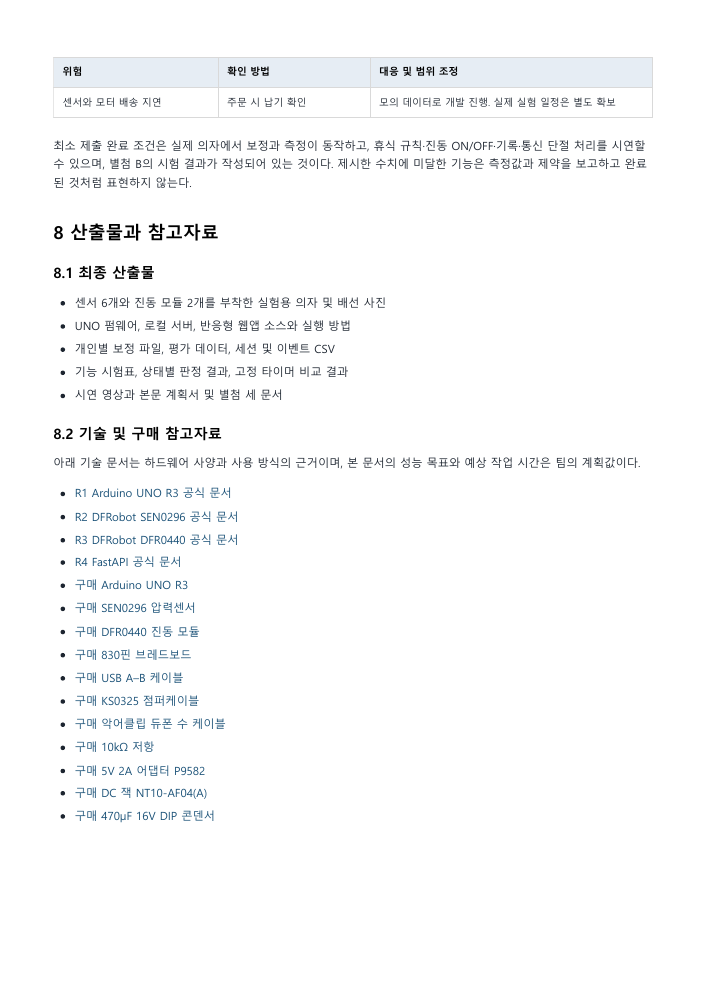 위험 확인 방법 대응 및 범위 조정
센서와 모터 배송 지연 주문 시 납기 확인 모의 데이터로 개발 진행. 실제 실험 일정은 별도 확보
최소 제출 완료 조건은 실제 의자에서 보정과 측정이 동작하고, 휴식 규칙·진동 ON/OFF·기록·통신 단절 처리를 시연할
수 있으며, 별첨 B의 시험 결과가 작성되어 있는 것이다. 제시한 수치에 미달한 기능은 측정값과 제약을 보고하고 완료
된 것처럼 표현하지 않는다.
8 산출물과 참고자료
8.1 최종 산출물
• 센서 6개와 진동 모듈 2개를 부착한 실험용 의자 및 배선 사진
• UNO 펌웨어, 로컬 서버, 반응형 웹앱 소스와 실행 방법
• 개인별 보정 파일, 평가 데이터, 세션 및 이벤트 CSV
• 기능 시험표, 상태별 판정 결과, 고정 타이머 비교 결과
• 시연 영상과 본문 계획서 및 별첨 세 문서
8.2 기술 및 구매 참고자료
아래 기술 문서는 하드웨어 사양과 사용 방식의 근거이며, 본 문서의 성능 목표와 예상 작업 시간은 팀의 계획값이다.
• R1 Arduino UNO R3 공식 문서
• R2 DFRobot SEN0296 공식 문서
• R3 DFRobot DFR0440 공식 문서
• R4 FastAPI 공식 문서
• 구매 Arduino UNO R3
• 구매 SEN0296 압력센서
• 구매 DFR0440 진동 모듈
• 구매 830핀 브레드보드
• 구매 USB A–B 케이블
• 구매 KS0325 점퍼케이블
• 구매 악어클립 듀폰 수 케이블
• 구매 10kΩ 저항
• 구매 5V 2A 어댑터 P9582
• 구매 DC 잭 NT10-AF04(A)
• 구매 470µF 16V DIP 콘덴서